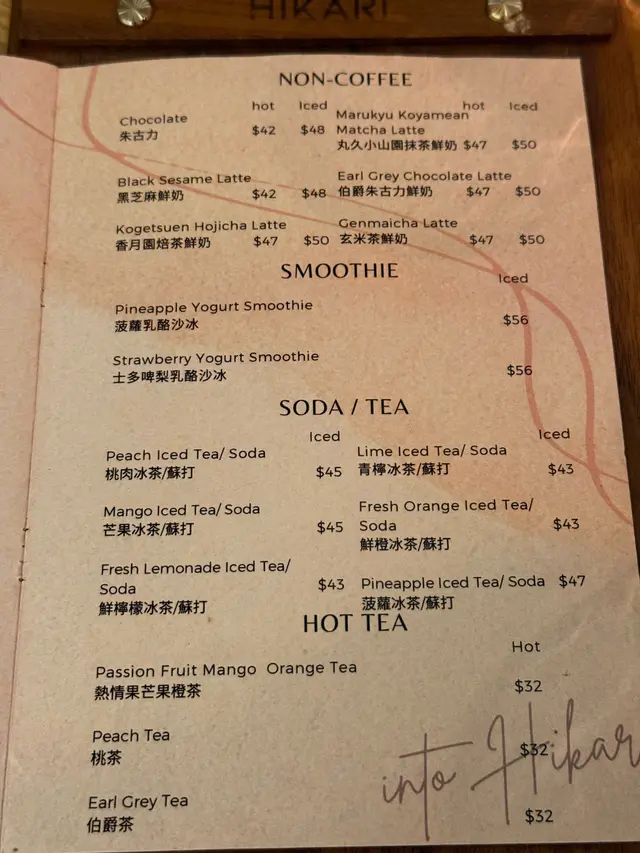 HIKARI
NON-COFFEE
hot Iced
Chocolate
朱古力 $42 $48
Black Sesame Latte
黑芝麻鮮奶 $42 $48
Kogetsuen Hojicha Latte
香月園焙茶鮮奶 $47 $50
hot Iced
Marukyu Koyamean
Matcha Latte
丸久小山園抹茶鮮奶 $47 $50
Earl Grey Chocolate Latte
伯爵朱古力鮮奶 $47 $50
Genmaicha Latte
玄米茶鮮奶 $47 $50
SMOOTHIE
Iced
Pineapple Yogurt Smoothie
菠蘿乳酪沙冰 $56
Strawberry Yogurt Smoothie
士多啤梨乳酪沙冰 $56
SODA / TEA
Iced
Peach Iced Tea/ Soda
桃肉冰茶/蘇打 $45
Mango Iced Tea/ Soda
芒果冰茶/蘇打 $45
Fresh Lemonade Iced Tea/
Soda $43
鮮檸檬冰茶/蘇打
Iced
Lime Iced Tea/ Soda
青檸冰茶/蘇打 $43
Fresh Orange Iced Tea/
Soda $43
鮮橙冰茶/蘇打
Pineapple Iced Tea/ Soda $47
菠蘿冰茶/蘇打
HOT TEA
Hot
Passion Fruit Mango Orange Tea
熱情果芒果橙茶 $32
Peach Tea
桃茶 $32
Earl Grey Tea
伯爵茶 $32
into Hikar